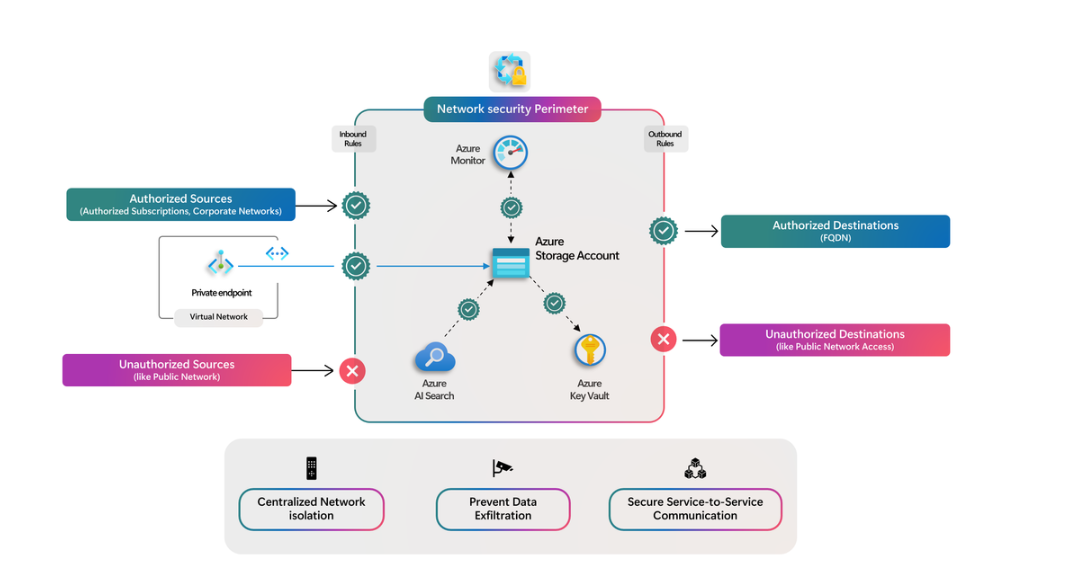 Network security Perimeter
Inbound
Rules
Outbound
Rules
Azure
Monitor
Authorized Sources
(Authorized Subscriptions, Corporate Networks)
Authorized Destinations
(FQDN)
Azure
Storage Account
Private endpoint
Virtual Network
Unauthorized Destinations
(like Public Network Access)
Unauthorized Sources
(like Public Network)
Azure
AI Search
Azure
Key Vault
Centralized Network
isolation
Prevent Data
Exfiltration
Secure Service-to-Service
Communication